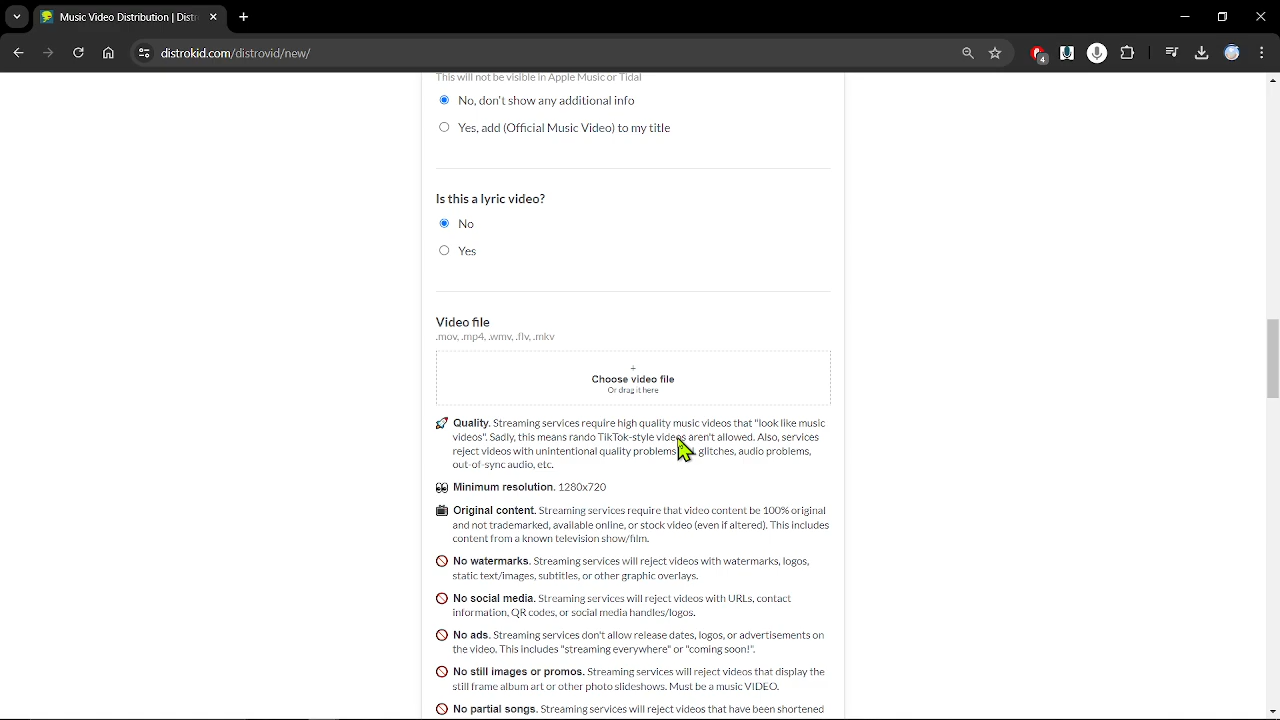 Music Video Distribution | Distr
distrokid.com/distrovid/new/
4
This will not be visible in Apple Music or Tidal
No, don't show any additional info
Yes, add (Official Music Video) to my title
Is this a lyric video?
No
Yes
Video file
.mov, .mp4, .wmv, .flv, .mkv
+
Choose video file
Or drag it here
Quality. Streaming services require high quality music videos that "look like music
videos". Sadly, this means rando TikTok-style videos aren't allowed. Also, services
reject videos with unintentional quality problems glitches, audio problems,
out-of-sync audio, etc.
Minimum resolution. 1280x720
Original content. Streaming services require that video content be 100% original
and not trademarked, available online, or stock video (even if altered). This includes
content from a known television show/film.
No watermarks. Streaming services will reject videos with watermarks, logos,
static text/images, subtitles, or other graphic overlays.
No social media. Streaming services will reject videos with URLs, contact
information, QR codes, or social media handles/logos.
No ads. Streaming services don't allow release dates, logos, or advertisements on
the video. This includes "streaming everywhere" or "coming soon!".
No still images or promos. Streaming services will reject videos that display the
still frame album art or other photo slideshows. Must be a music VIDEO.
No partial songs. Streaming services will reject videos that have been shortened